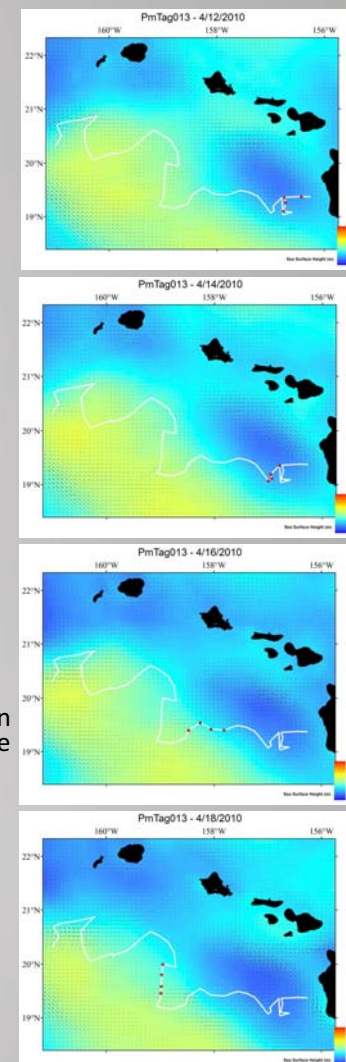 PmTag013 - 4/12/2010
160°W 158°W 156°W
22°N
21°N
20°N
19°N
Sea Surface Height (m)
PmTag013 - 4/14/2010
160°W 158°W 156°W
22°N
21°N
20°N
19°N
Sea Surface Height (m)
PmTag013 - 4/16/2010
160°W 158°W 156°W
22°N
21°N
n
20°N
e
19°N
Sea Surface Height (m)
PmTag013 - 4/18/2010
160°W 158°W 156°W
22°N
21°N
20°N
19°N
Sea Surface Height (m)